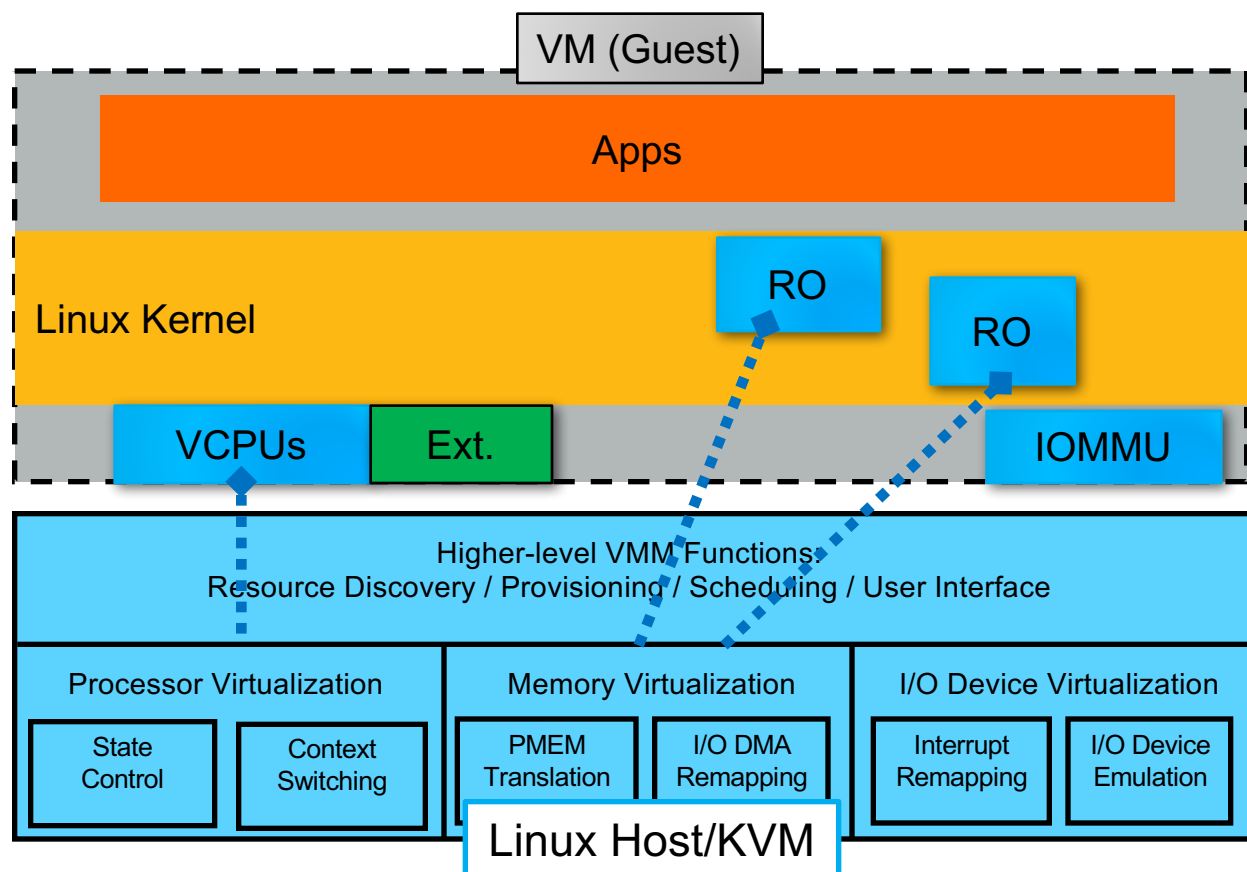 VM (Guest)
Apps
Linux Kernel
RO
RO
VCPUs
Ext.
IOMMU
Higher-level VMM Functions:
Resource Discovery / Provisioning / Scheduling / User Interface
Processor Virtualization
State
Control
Context
Switching
Memory Virtualization
PMEM
Translation
I/O DMA
Remapping
I/O Device Virtualization
Interrupt
Remapping
I/O Device
Emulation
Linux Host/KVM